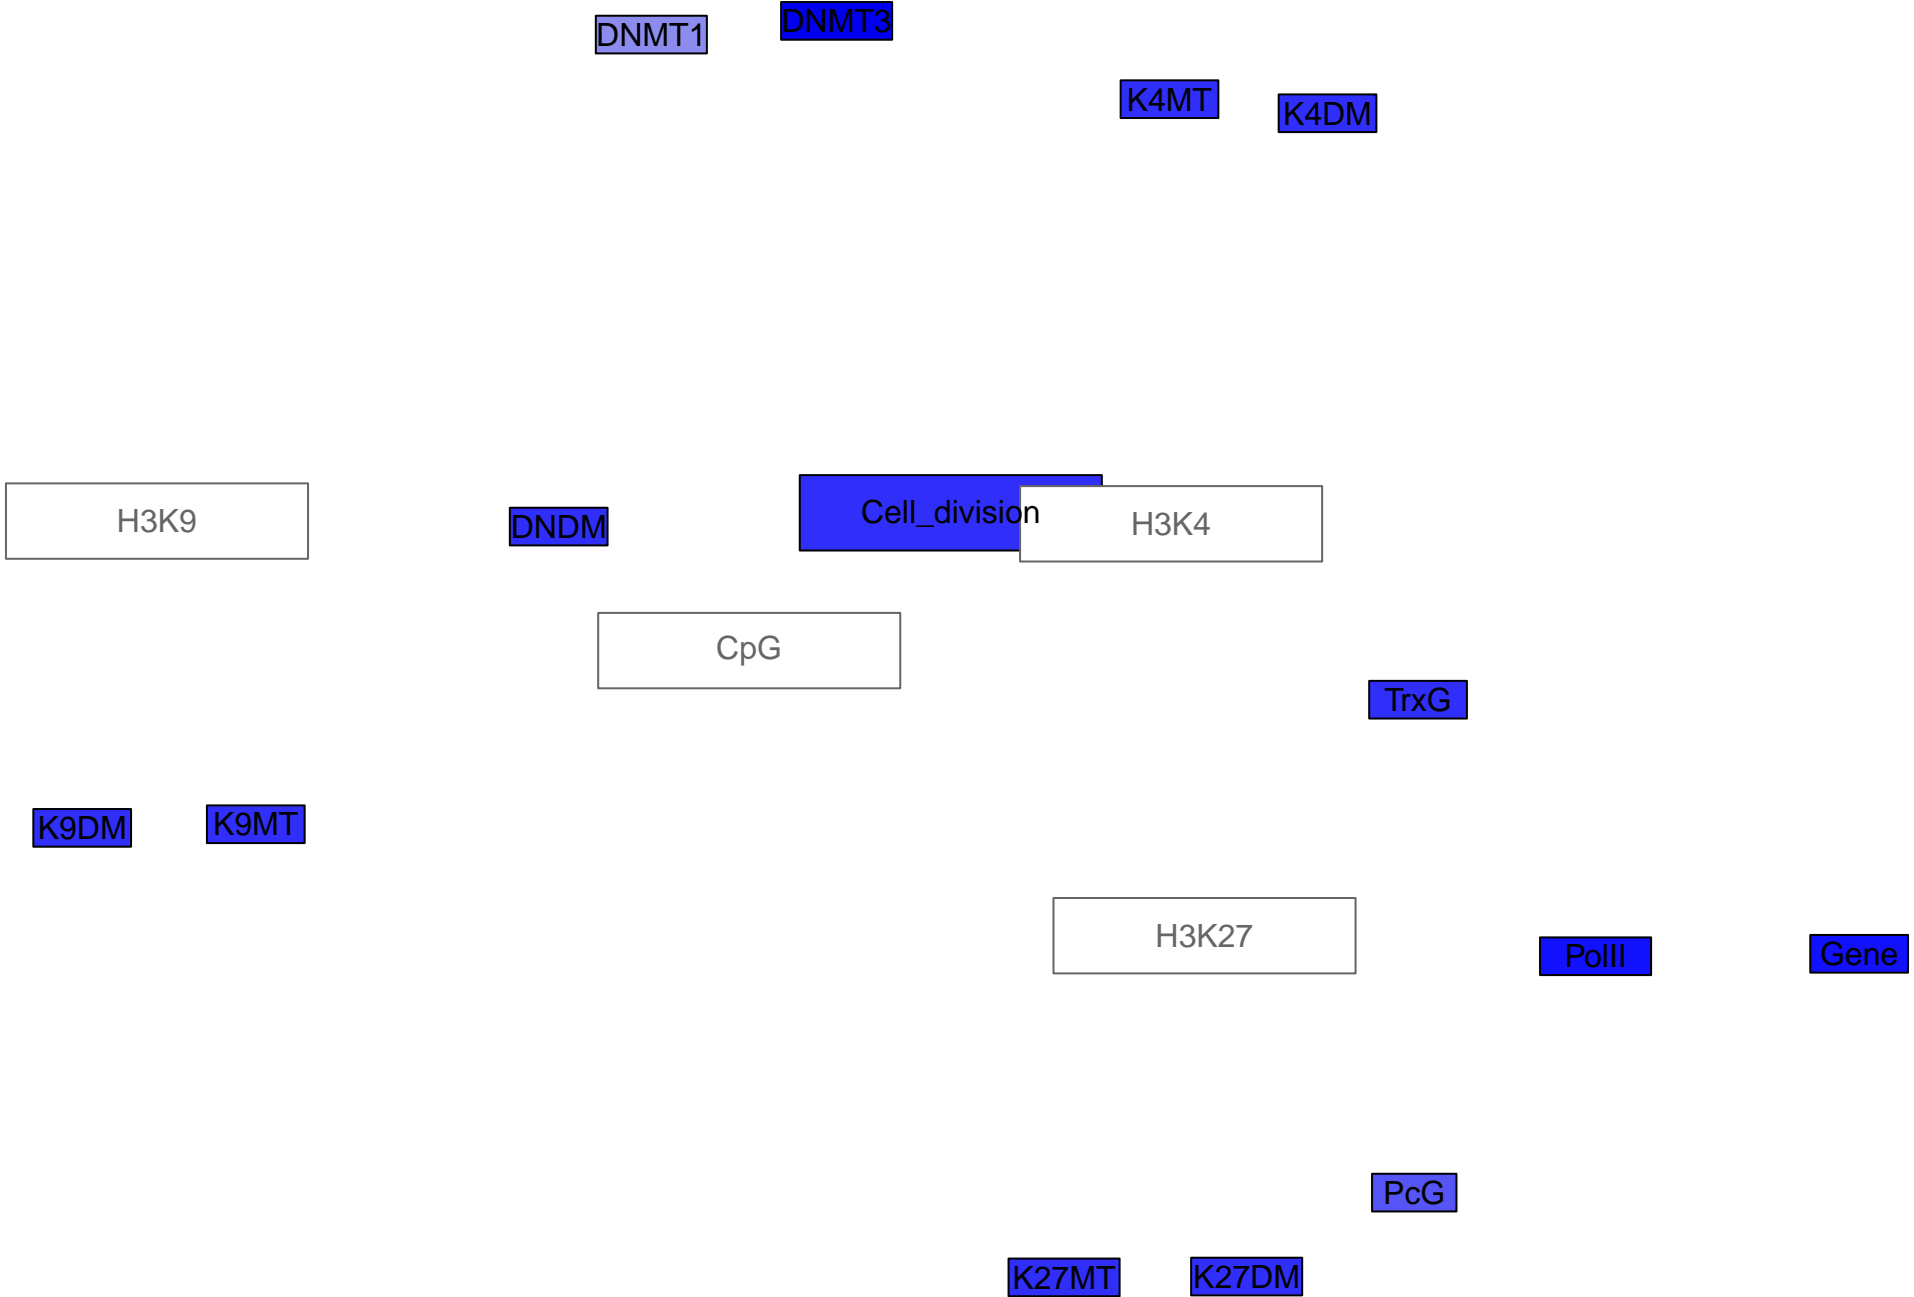 DNMT1
DNMT3
K4MT
K4DM
H3K9
DNDM
Cell_division
H3K4
CpG
TrxG
K9DM
K9MT
H3K27
PolII
Gene
PcG
K27MT
K27DM